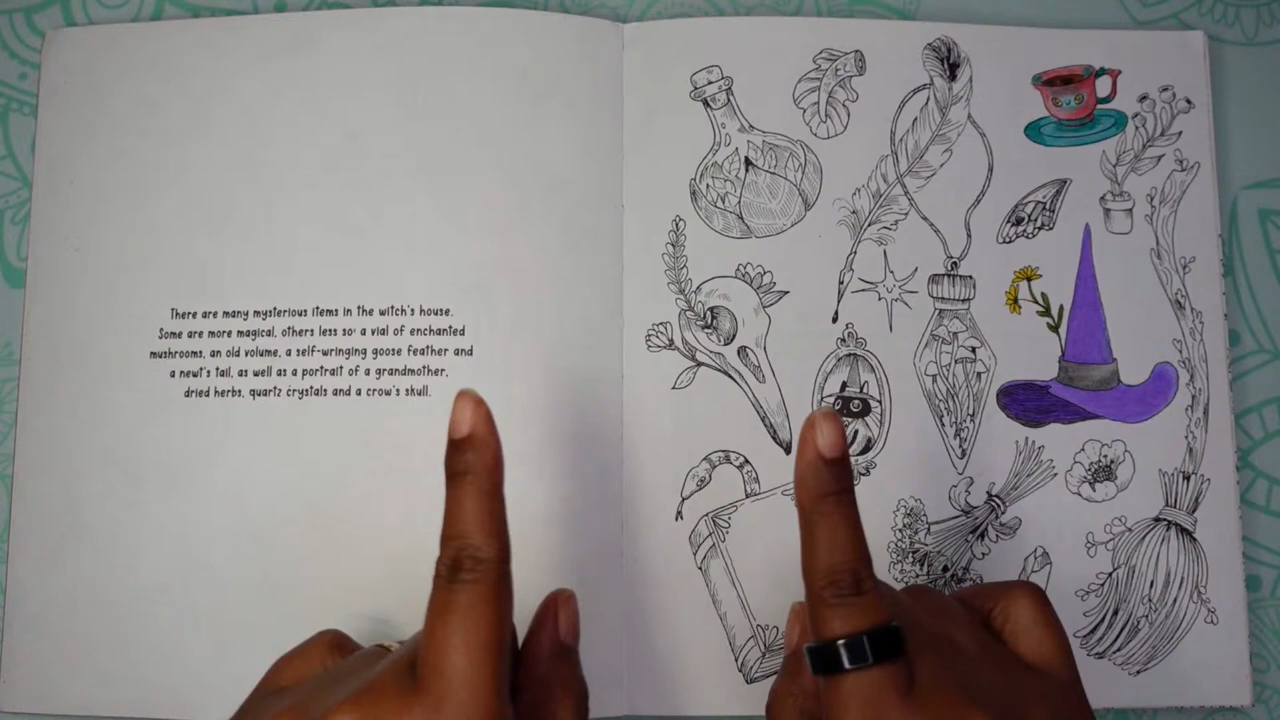 There are many mysterious items in the witch's house.
Some are more magical, others less so: a vial of enchanted
mushrooms, an old volume, a self-wringing goose feather and
a newt's tail, as well as a portrait of a grandmother,
dried herbs, quartz crystals and a crow's skull.